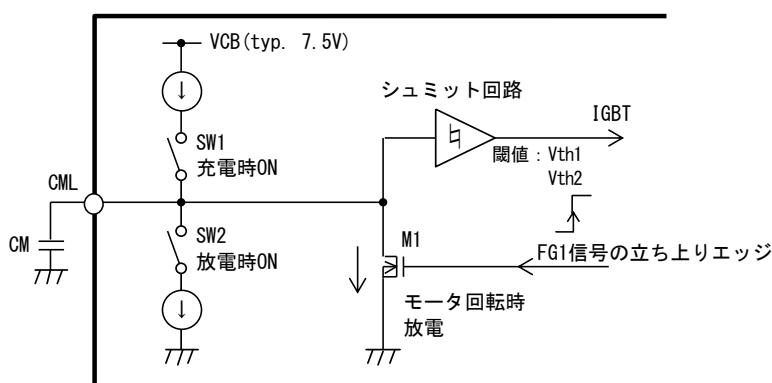 VCB(typ. 7.5V)
シュミット回路
IGBT
SW1
充電時ON
閾値：Vth1
Vth2
CML
SW2
放電時ON
CM
M1
FG1信号の立ち上りエッジ
モータ回転時
放電